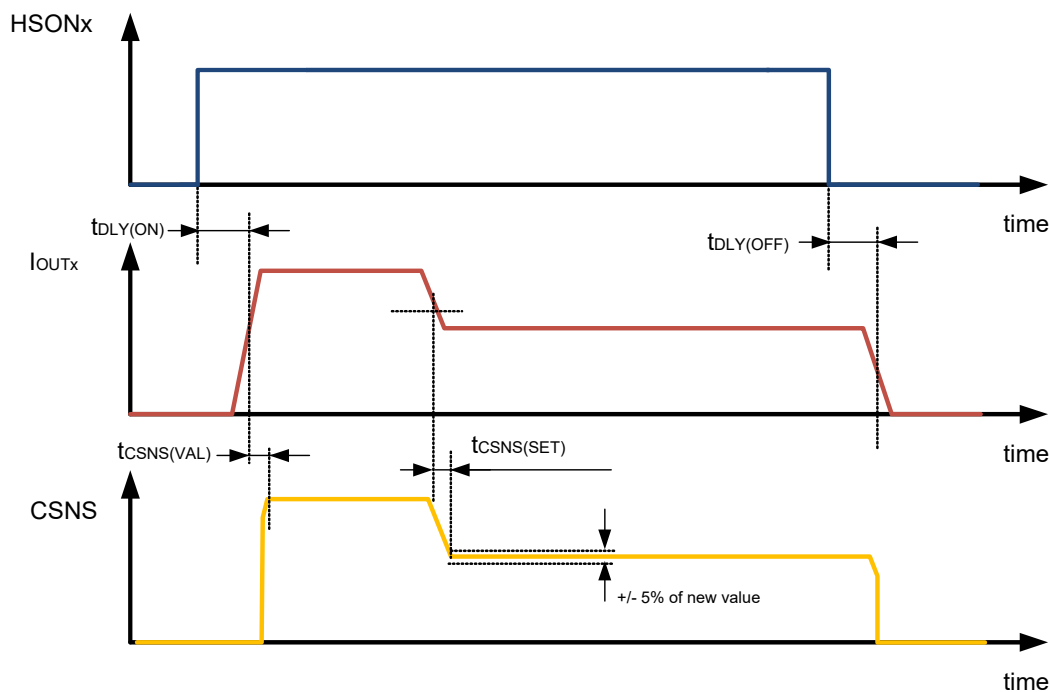 HSONx
time
tDLY(ON)
tDLY(OFF)
IOUTx
time
tCSNS(VAL)
tCSNS(SET)
CSNS
+/- 5% of new value
time